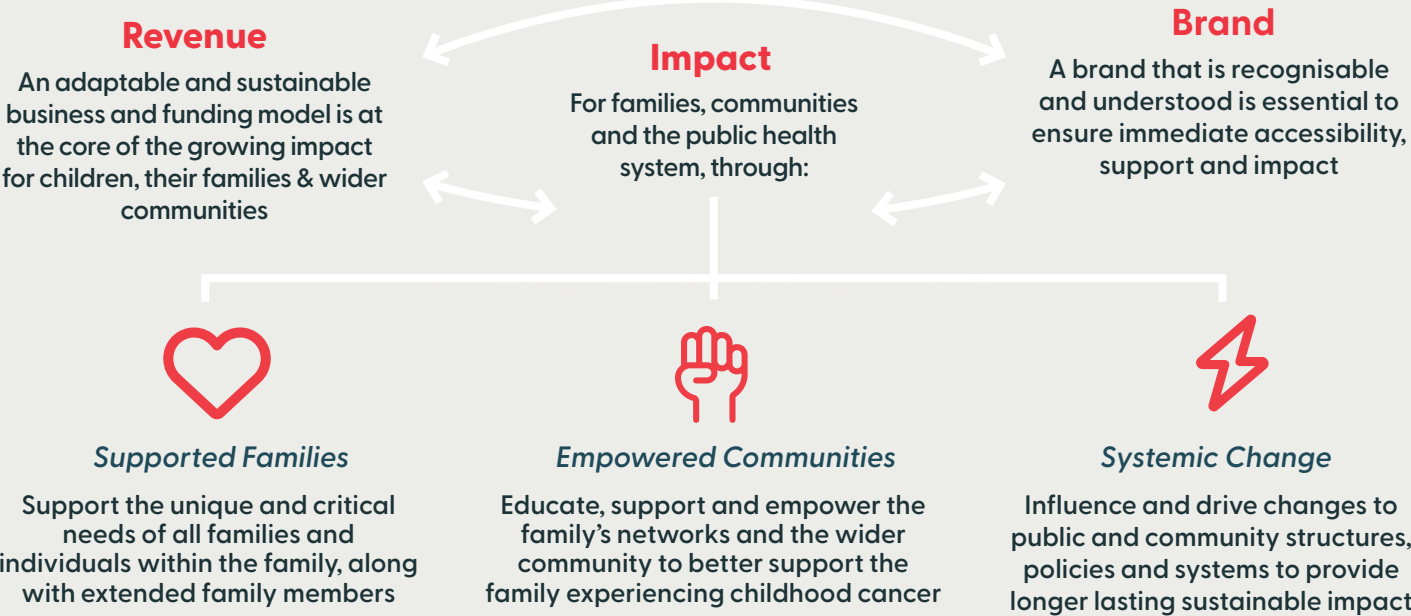 Revenue
An adaptable and sustainable
business and funding model is at
the core of the growing impact
for children, their families & wider
communities
Impact
For families, communities
and the public health
system, through:
Brand
A brand that is recognisable
and understood is essential to
ensure immediate accessibility,
support and impact
Supported Families
Support the unique and critical
needs of all families and
individuals within the family, along
with extended family members
Empowered Communities
Educate, support and empower the
family’s networks and the wider
community to better support the
family experiencing childhood cancer
Systemic Change
Influence and drive changes to
public and community structures,
policies and systems to provide
longer lasting sustainable impact